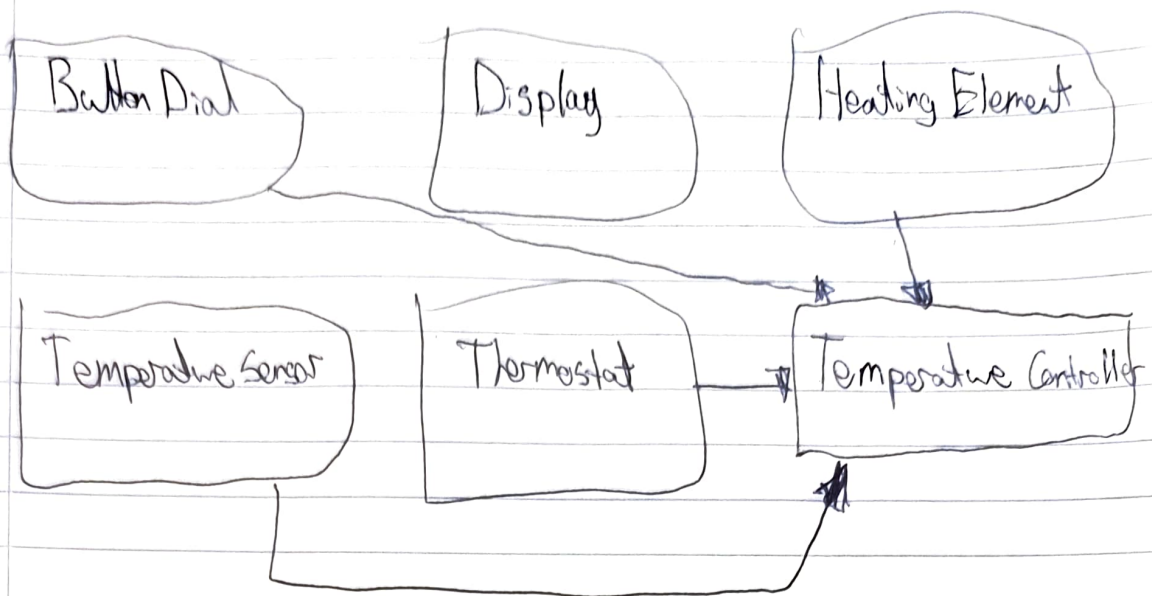 Button Dial
Display
Heating Element
Temperature Sensor
Thermostat
Temperature Controller